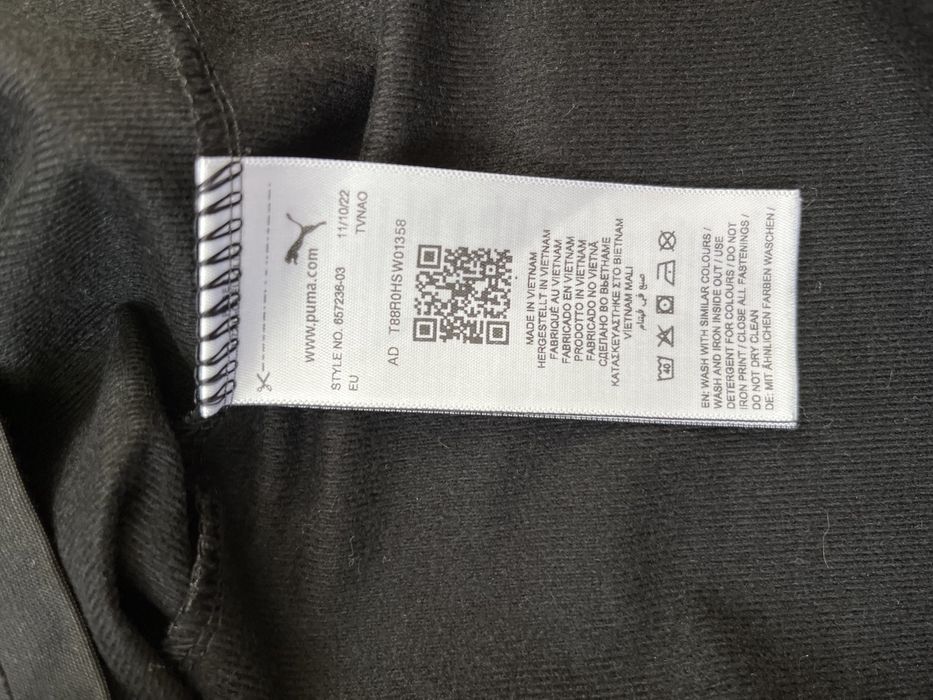 www.puma.com
STYLE NO. 657236-03 11/10/22
EU TVNAO
AD T88R0HSW01358
MADE IN VIETNAM
HERGESTELLT IN VIETNAM
FABRIQUÉ AU VIETNAM
FABRICADO EN VIETNAM
PRODOTTO IN VIETNAM
FABRICADO NO VIETNÃ
СДЕЛАНО ВО ВЬЕТНАМЕ
ΚΑΤΑΣΚΕΥΑΣΤΗΚΕ ΣΤΟ ΒΙΕΤΝΑΜ
VIETNAM MALI
صنع في فيتنام
40
EN: WASH WITH SIMILAR COLOURS /
WASH AND IRON INSIDE OUT / USE
DETERGENT FOR COLOURS / DO NOT
IRON PRINT / CLOSE ALL FASTENINGS /
DO NOT DRY CLEAN
DE: MIT ÄHNLICHEN FARBEN WASCHEN /